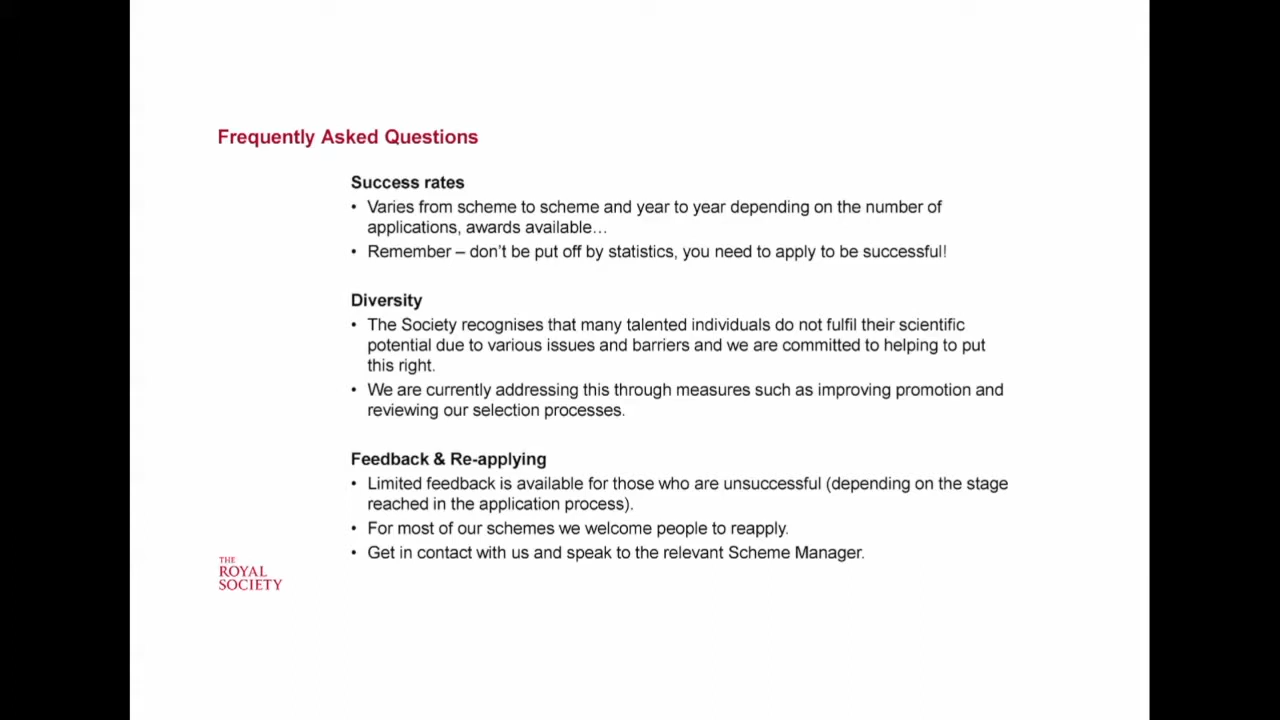 Frequently Asked Questions
Success rates
• Varies from scheme to scheme and year to year depending on the number of
applications, awards available…
• Remember – don’t be put off by statistics, you need to apply to be successful!
Diversity
• The Society recognises that many talented individuals do not fulfil their scientific
potential due to various issues and barriers and we are committed to helping to put
this right.
• We are currently addressing this through measures such as improving promotion and
reviewing our selection processes.
Feedback & Re-applying
• Limited feedback is available for those who are unsuccessful (depending on the stage
reached in the application process).
• For most of our schemes we welcome people to reapply.
• Get in contact with us and speak to the relevant Scheme Manager.
THE
ROYAL
SOCIETY